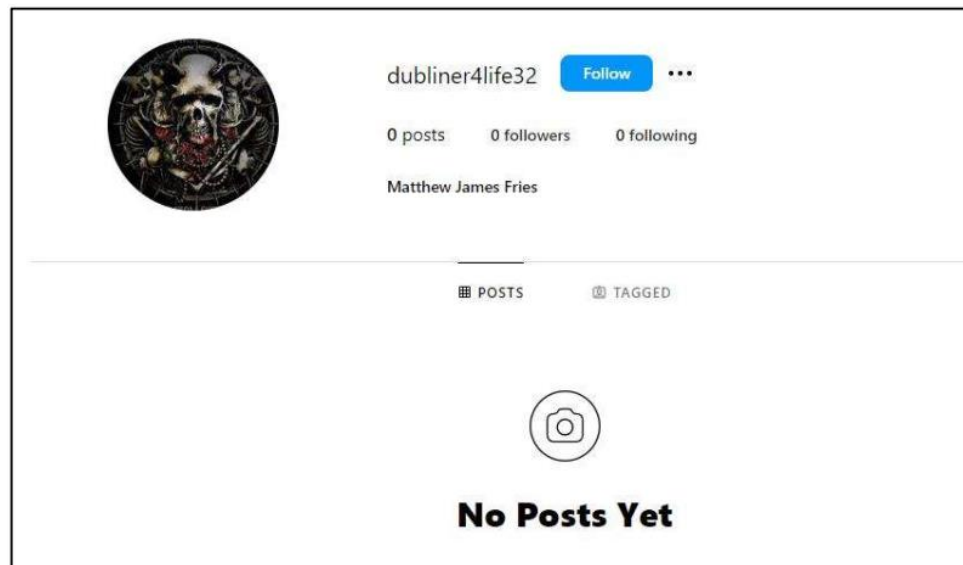 dubliner4life32 Follow
0 posts 0 followers 0 following
Matthew James Fries
POSTS TAGGED
No Posts Yet